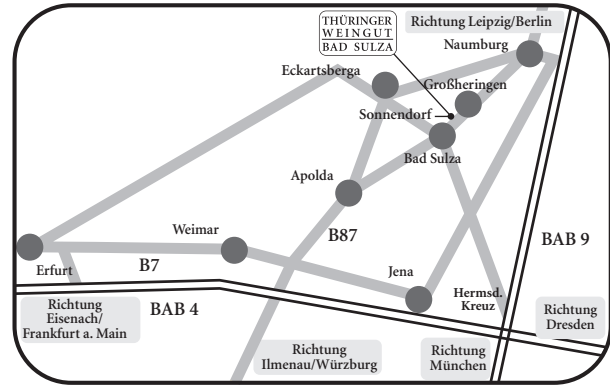 THÜRINGER
WEINGUT
BAD SULZA
Richtung Leipzig/Berlin
Naumburg
Eckartsberga
Großheringen
Sonnendorf
Bad Sulza
Apolda
Weimar
B87
BAB 9
Erfurt
B7
Jena
Hermsd.
Kreuz
BAB 4
Richtung
Eisenach/
Frankfurt a. Main
Richtung
Dresden
Richtung
Ilmenau/Würzburg
Richtung
München